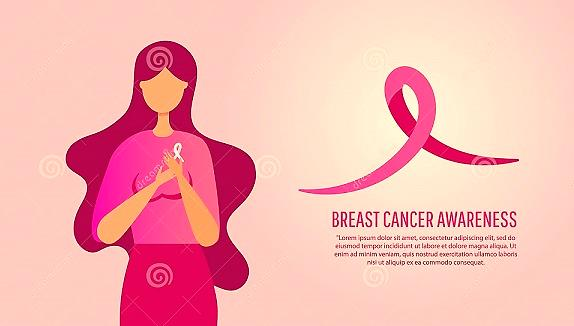 BREAST CANCER AWARENESS
"Lorem ipsum dolor sit amet, consectetur adipiscing elit, sed do
eiusmod tempor incididunt ut labore et dolore magna aliqua. Ut
enim ad minim veniam, quis nostrud exercitation ullamco laboris
nisi ut aliquip ex ea commodo consequat.